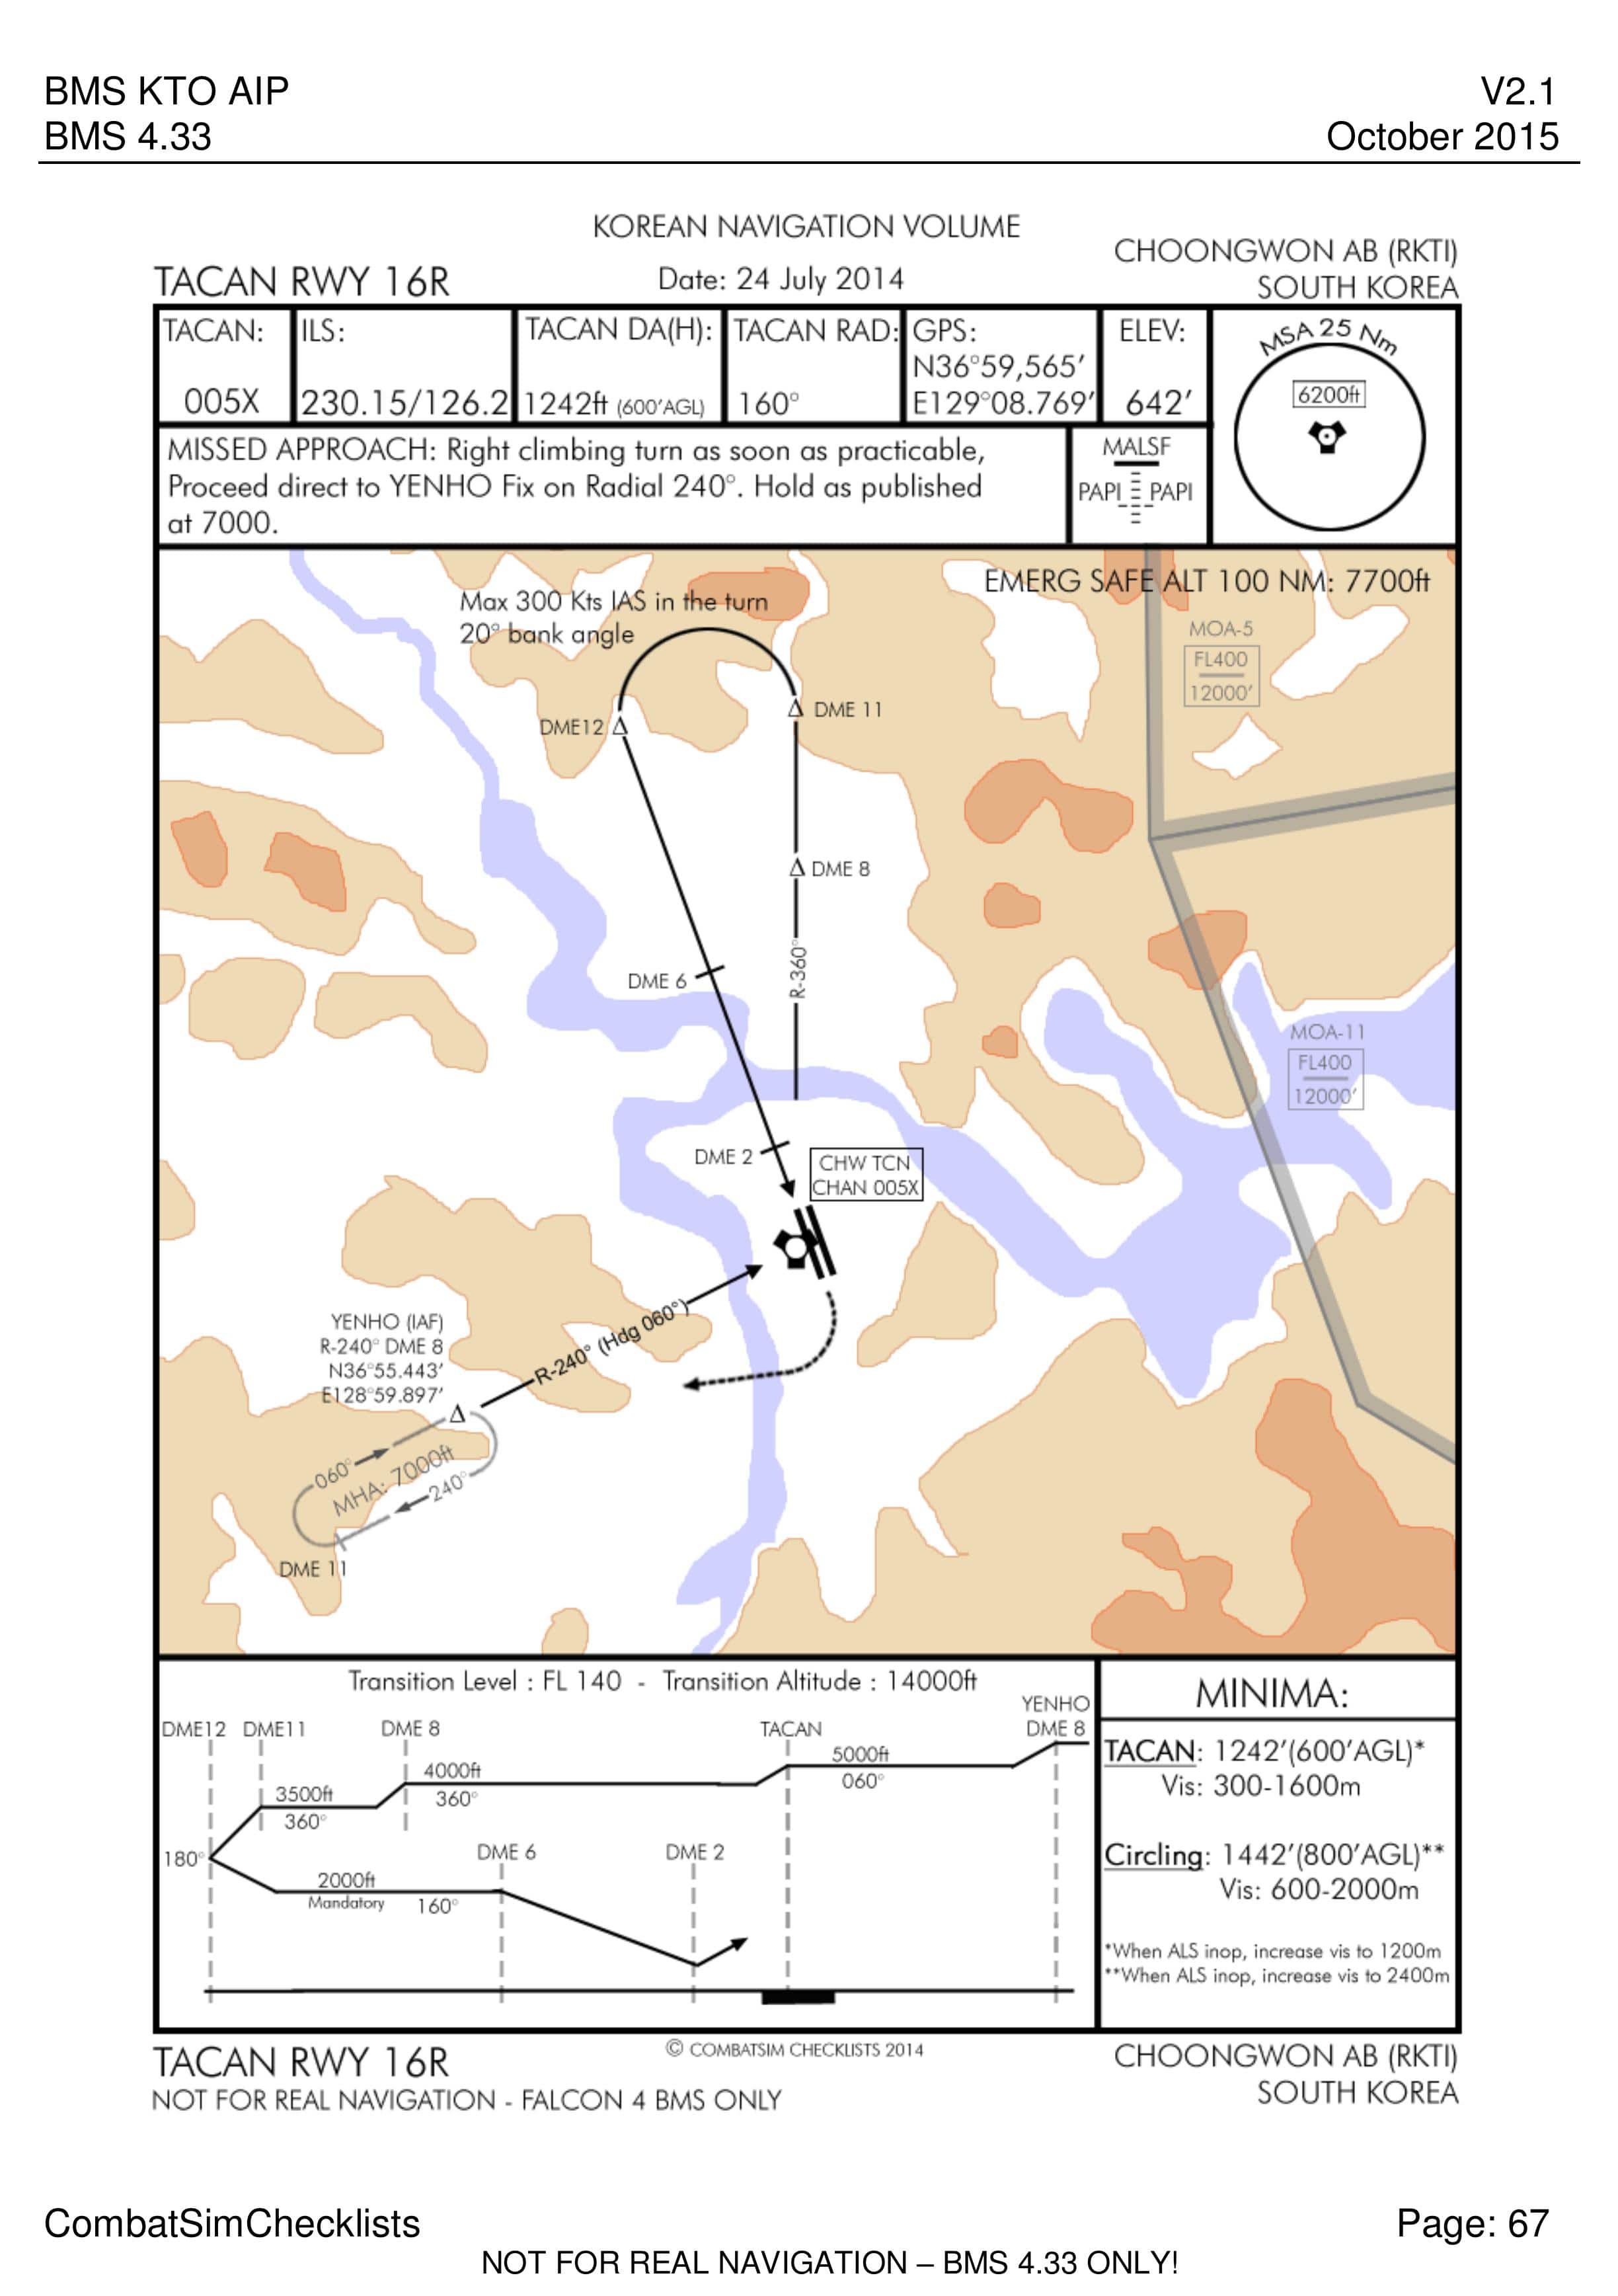 BMS KTO AIP
V2.1
BMS 4.33
October 2015
KOREAN NAVIGATION VOLUME
CHOONGWON AB (RKTI)
TACAN RWY 16R
Date: 24 July 2014
SOUTH KOREA
TACAN:
005X
ILS:
230.15/126.2
TACAN DA(H):
1242ft (600'AGL)
TACAN RAD:
160°
GPS:
N36°59,565'
E129°08.769'
ELEV:
642'
MSA 25 Nm
6200ft
MISSED APPROACH: Right climbing turn as soon as practicable,
Proceed direct to YENHO Fix on Radial 240°. Hold as published
at 7000.
MALSF
PAPI PAPI
EMERG SAFE ALT 100 NM: 7700ft
Max 300 Kts IAS in the turn
20° bank angle
MOA-5
FL400
12000'
DME12
DME 11
DME 8
R-360°
DME 6
MOA-11
FL400
12000'
DME 2
CHW TCN
CHAN 005X
R-240° (Hdg 060°)
YENHO (IAF)
R-240° DME 8
N36°55.443'
E128°59.897'
060°
MHA: 7000ft
240°
DME 11
Transition Level : FL 140 - Transition Altitude : 14000ft
YENHO
DME12 DME11 DME 8 TACAN DME 8
5000ft
060°
4000ft
360°
3500ft
360°
180°
DME 6
DME 2
2000ft
Mandatory 160°
MINIMA:
TACAN: 1242'(600'AGL)*
Vis: 300-1600m
Circling: 1442'(800'AGL)**
Vis: 600-2000m
*When ALS inop, increase vis to 1200m
**When ALS inop, increase vis to 2400m
TACAN RWY 16R
© COMBATSIM CHECKLISTS 2014
CHOONGWON AB (RKTI)
NOT FOR REAL NAVIGATION - FALCON 4 BMS ONLY
SOUTH KOREA
CombatSimChecklists
Page: 67
NOT FOR REAL NAVIGATION – BMS 4.33 ONLY!